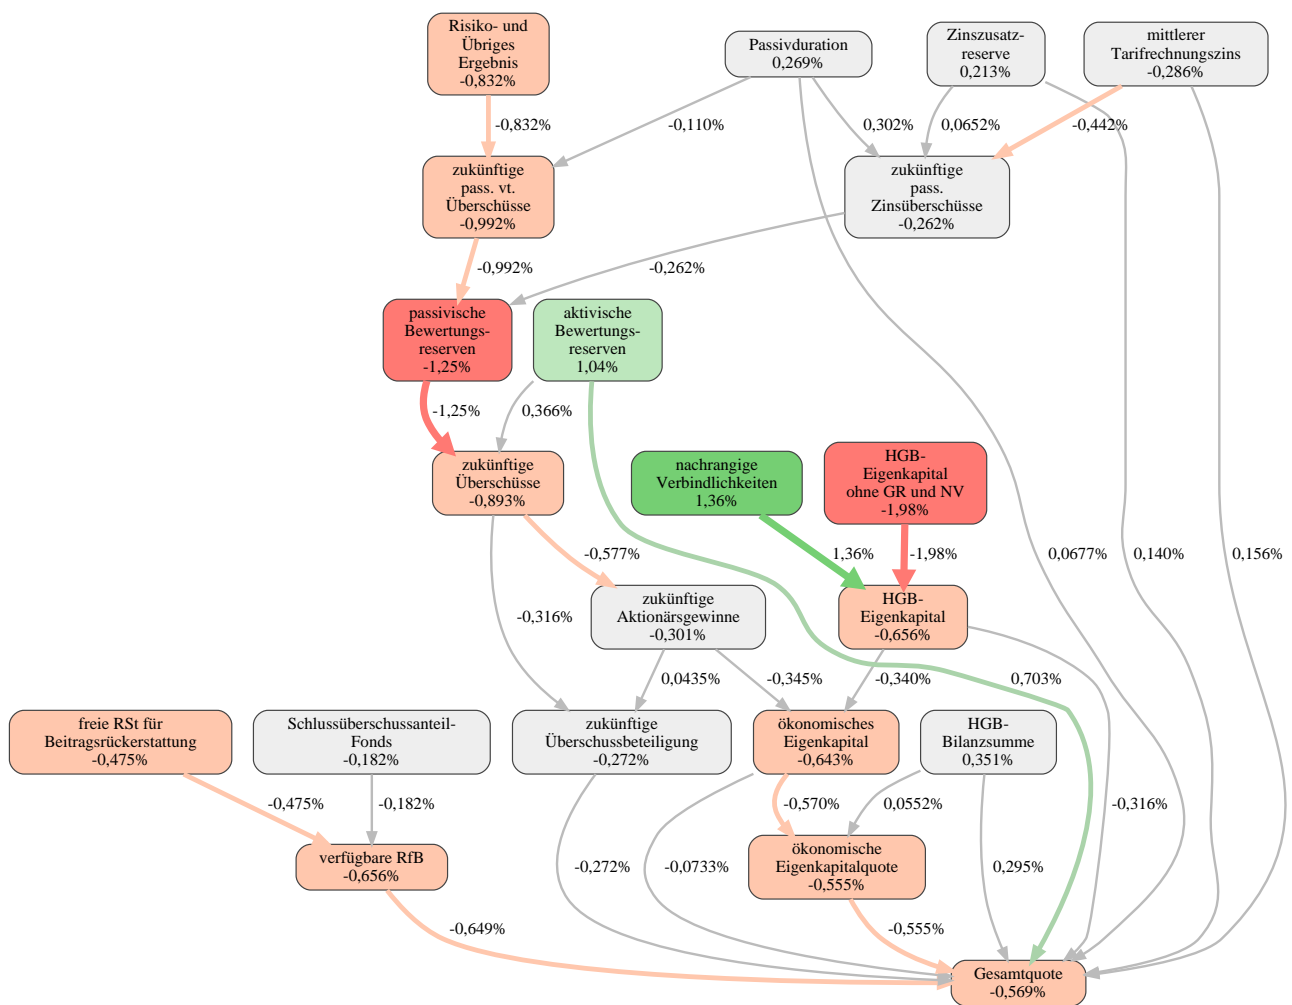 Risiko- und
Übriges
Ergebnis
-0,832%
Passivduration
0,269%
Zinszusatz-
reserve
0,213%
mittlerer
Tarifrechnungszins
-0,286%
-0,832%
-0,110%
0,302%
0,0652%
-0,442%
zukünftige
pass. vt.
Überschüsse
-0,992%
zukünftige
pass.
Zinsüberschüsse
-0,262%
-0,992%
-0,262%
passivische
Bewertungs-
reserven
-1,25%
aktivische
Bewertungs-
reserven
1,04%
-1,25%
0,366%
zukünftige
Überschüsse
-0,893%
nachrangige
Verbindlichkeiten
1,36%
HGB-
Eigenkapital
ohne GR und NV
-1,98%
-0,577%
1,36%
-1,98%
0,0677%
0,140%
0,156%
-0,316%
zukünftige
Aktionärsgewinne
-0,301%
HGB-
Eigenkapital
-0,656%
0,0435%
-0,345%
-0,340%
0,703%
freie RSt für
Beitragsrückerstattung
-0,475%
Schlussüberschussanteil-
Fonds
-0,182%
zukünftige
Überschussbeteiligung
-0,272%
ökonomisches
Eigenkapital
-0,643%
HGB-
Bilanzsumme
0,351%
-0,475%
-0,182%
-0,570%
0,0552%
-0,316%
verfügbare RfB
-0,656%
-0,272%
-0,0733%
ökonomische
Eigenkapitalquote
-0,555%
0,295%
-0,649%
-0,555%
Gesamtquote
-0,569%